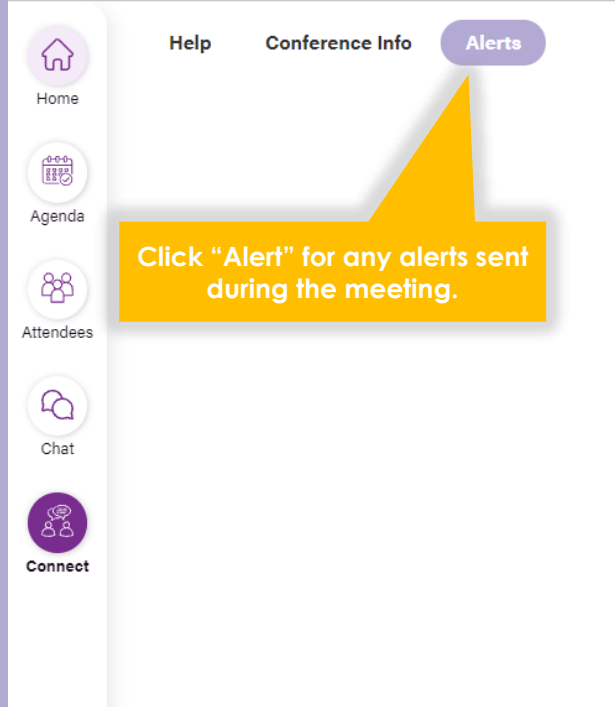 Help Conference Info Alerts
Home
Agenda
Click “Alert” for any alerts sent
during the meeting.
Attendees
Chat
Connect